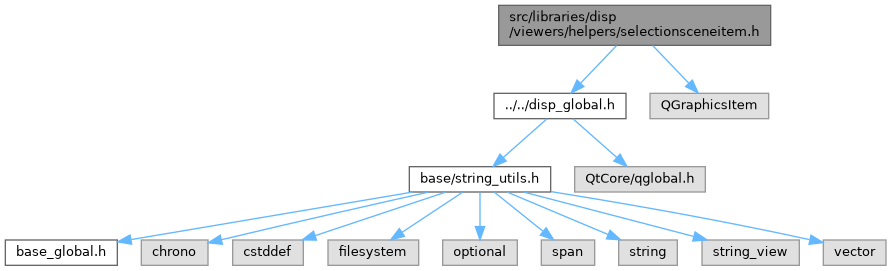 src/libraries/disp
/viewers/helpers/selectionsceneitem.h
../../disp_global.h
QGraphicsItem
base/string_utils.h
QtCore/qglobal.h
base_global.h
chrono
cstddef
filesystem
optional
span
string
string_view
vector